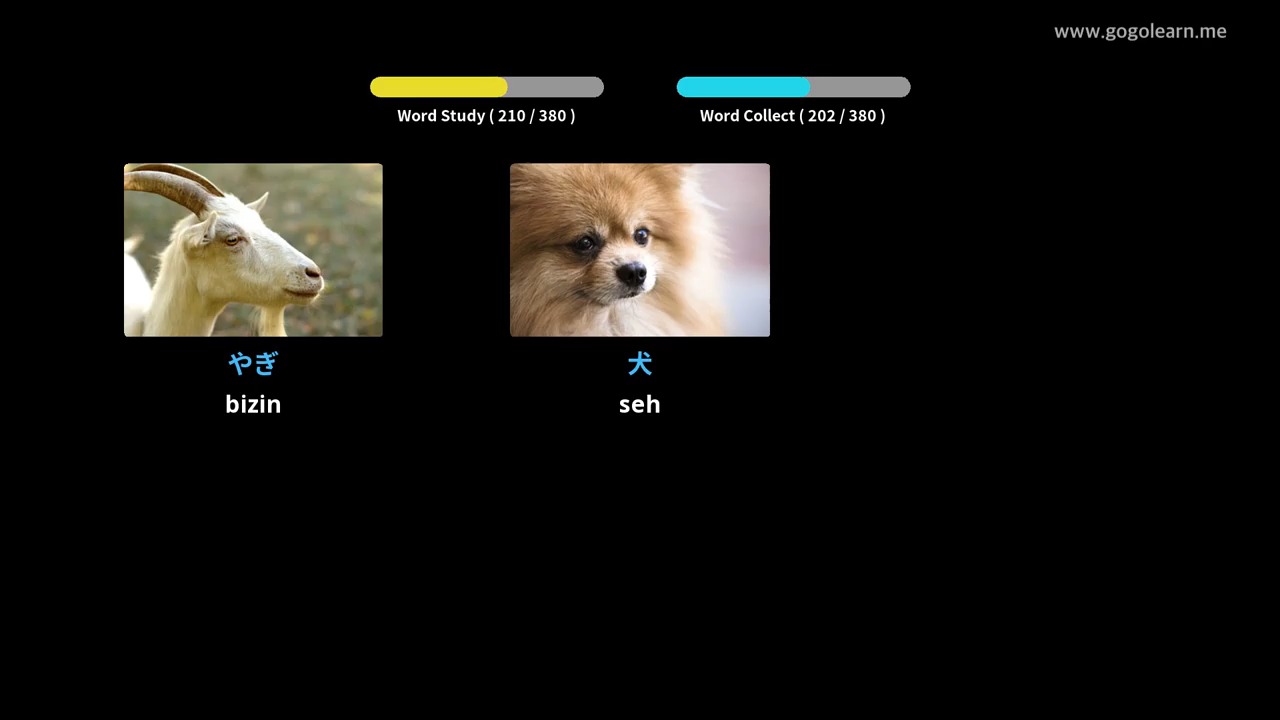 www.gogolearn.me
Word Study ( 210 / 380 )
Word Collect ( 202 / 380 )
やぎ
bizin
犬
seh